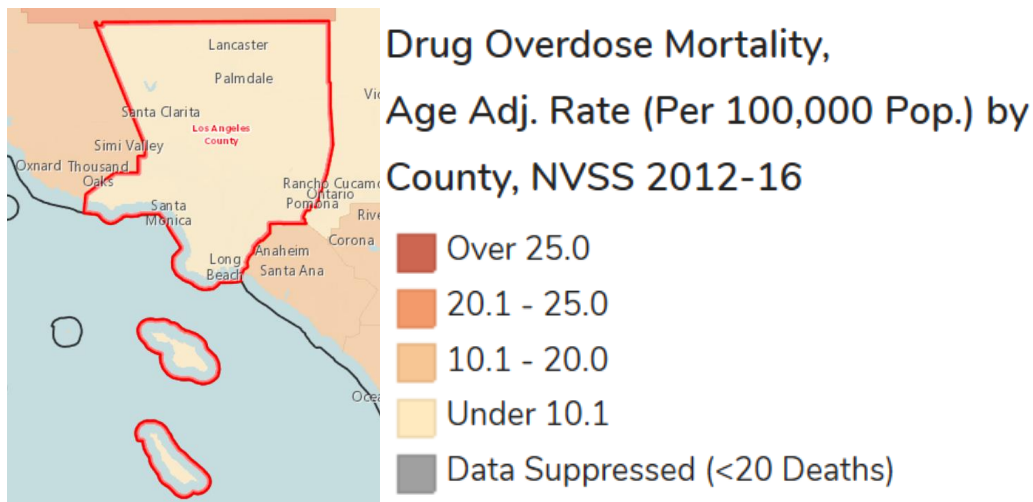 Lancaster
Palmdale
Santa Clarita
Los Angeles
County
Simi Valley
Oxnard
Thousand
Oaks
Rancho Cucamo
Ontario
Pomona
Santa
Monica
Corona
Anaheim
Long
Beach
Santa Ana
Drug Overdose Mortality,
Age Adj. Rate (Per 100,000 Pop.) by
County, NVSS 2012-16
Over 25.0
20.1 - 25.0
10.1 - 20.0
Under 10.1
Data Suppressed (<20 Deaths)